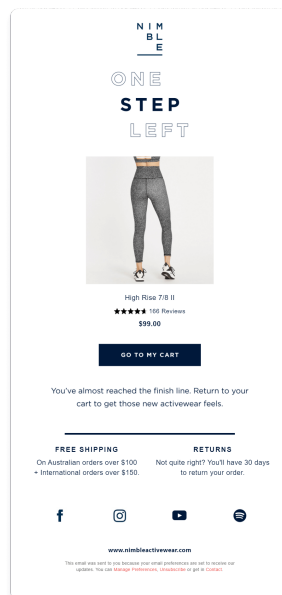 NIM
BL
E
ONE
STEP
LEFT
High Rise 7/8 II
166 Reviews
$99.00
GO TO MY CART
You've almost reached the finish line. Return to your
cart to get those new activewear feels.
FREE SHIPPING
On Australian orders over $100
+ International orders over $150.
RETURNS
Not quite right? You'll have 30 days
to return your order.
www.nimbleactivewear.com
This email was sent to you because your email preferences are set to receive our
updates. You can Manage Preferences, Unsubscribe or get in Contact.